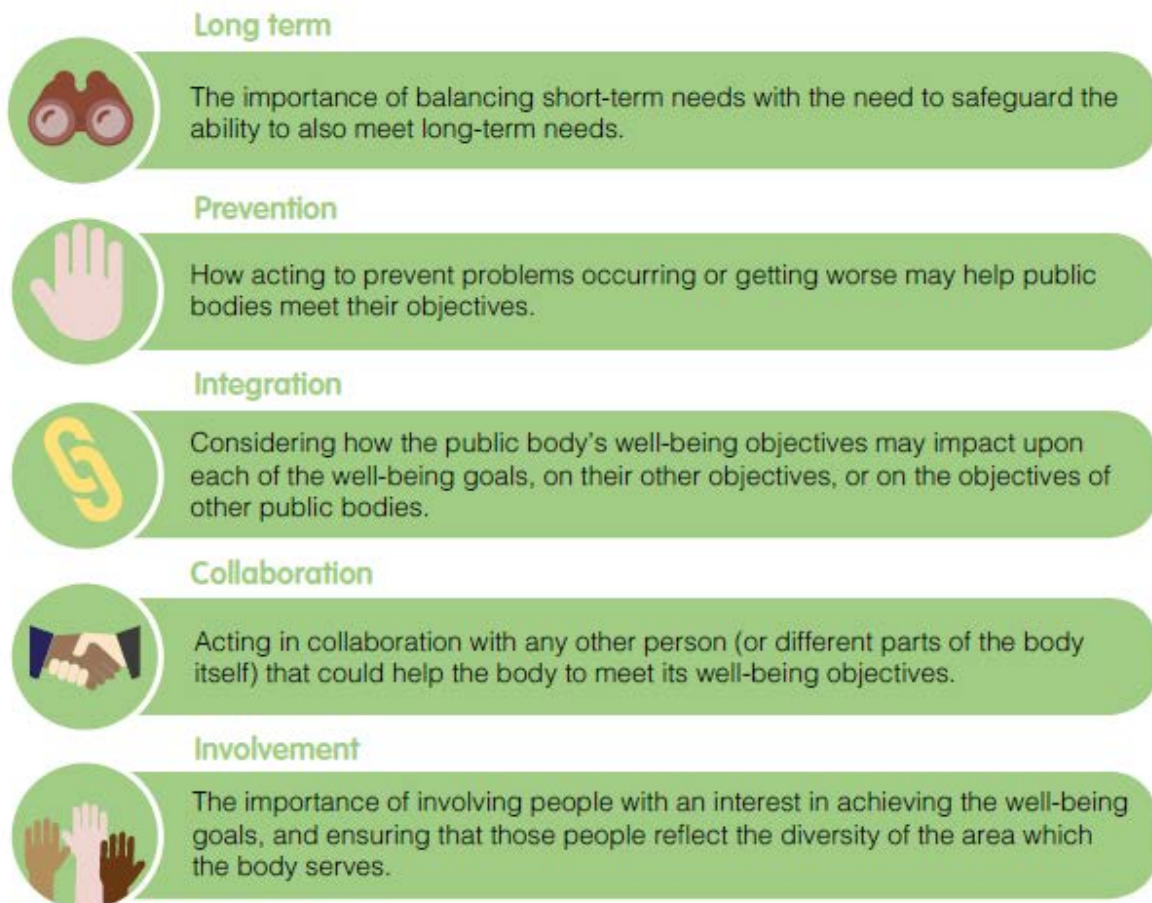 Long term
The importance of balancing short-term needs with the need to safeguard the
ability to also meet long-term needs.
Prevention
How acting to prevent problems occurring or getting worse may help public
bodies meet their objectives.
Integration
Considering how the public body's well-being objectives may impact upon
each of the well-being goals, on their other objectives, or on the objectives of
other public bodies.
Collaboration
Acting in collaboration with any other person (or different parts of the body
itself) that could help the body to meet its well-being objectives.
Involvement
The importance of involving people with an interest in achieving the well-being
goals, and ensuring that those people reflect the diversity of the area which
the body serves.